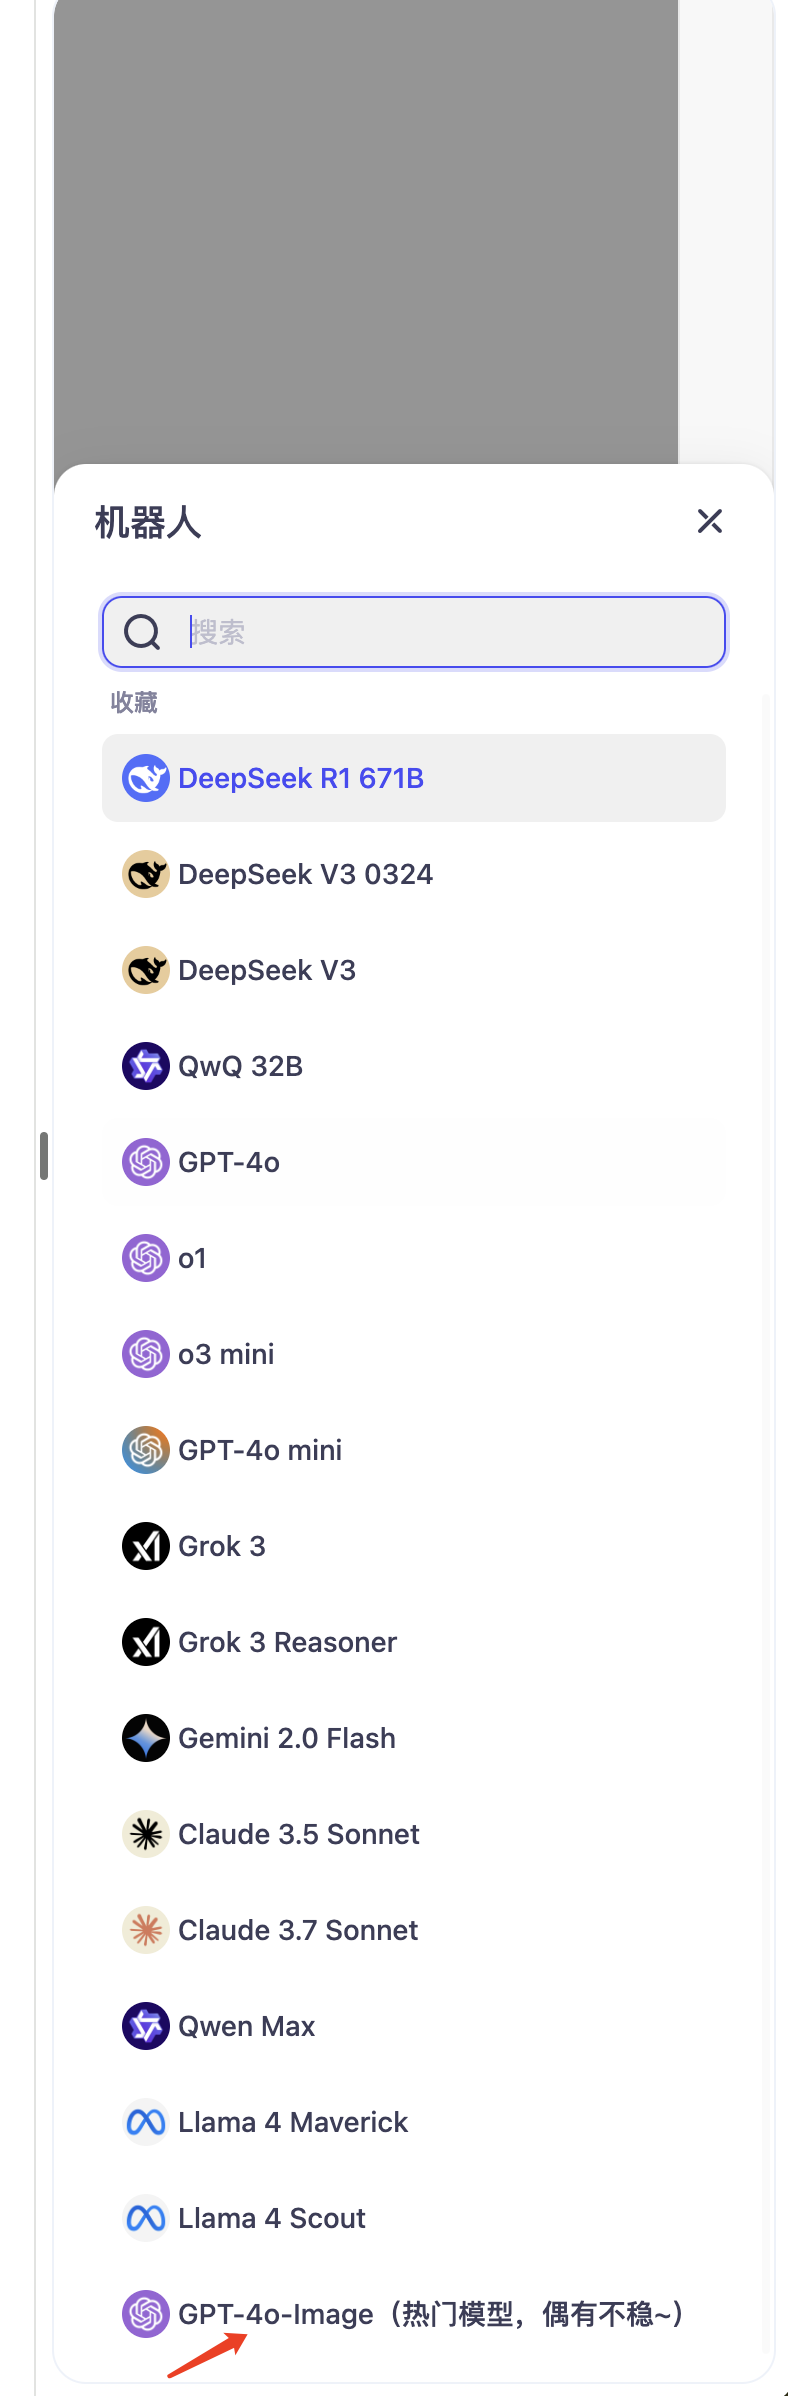 机器人
搜索
收藏
DeepSeek R1 671B
DeepSeek V3 0324
DeepSeek V3
QwQ 32B
GPT-4o
o1
o3 mini
GPT-4o mini
Grok 3
Grok 3 Reasoner
Gemini 2.0 Flash
Claude 3.5 Sonnet
Claude 3.7 Sonnet
Qwen Max
Llama 4 Maverick
Llama 4 Scout
GPT-4o-Image（热门模型，偶有不稳~）